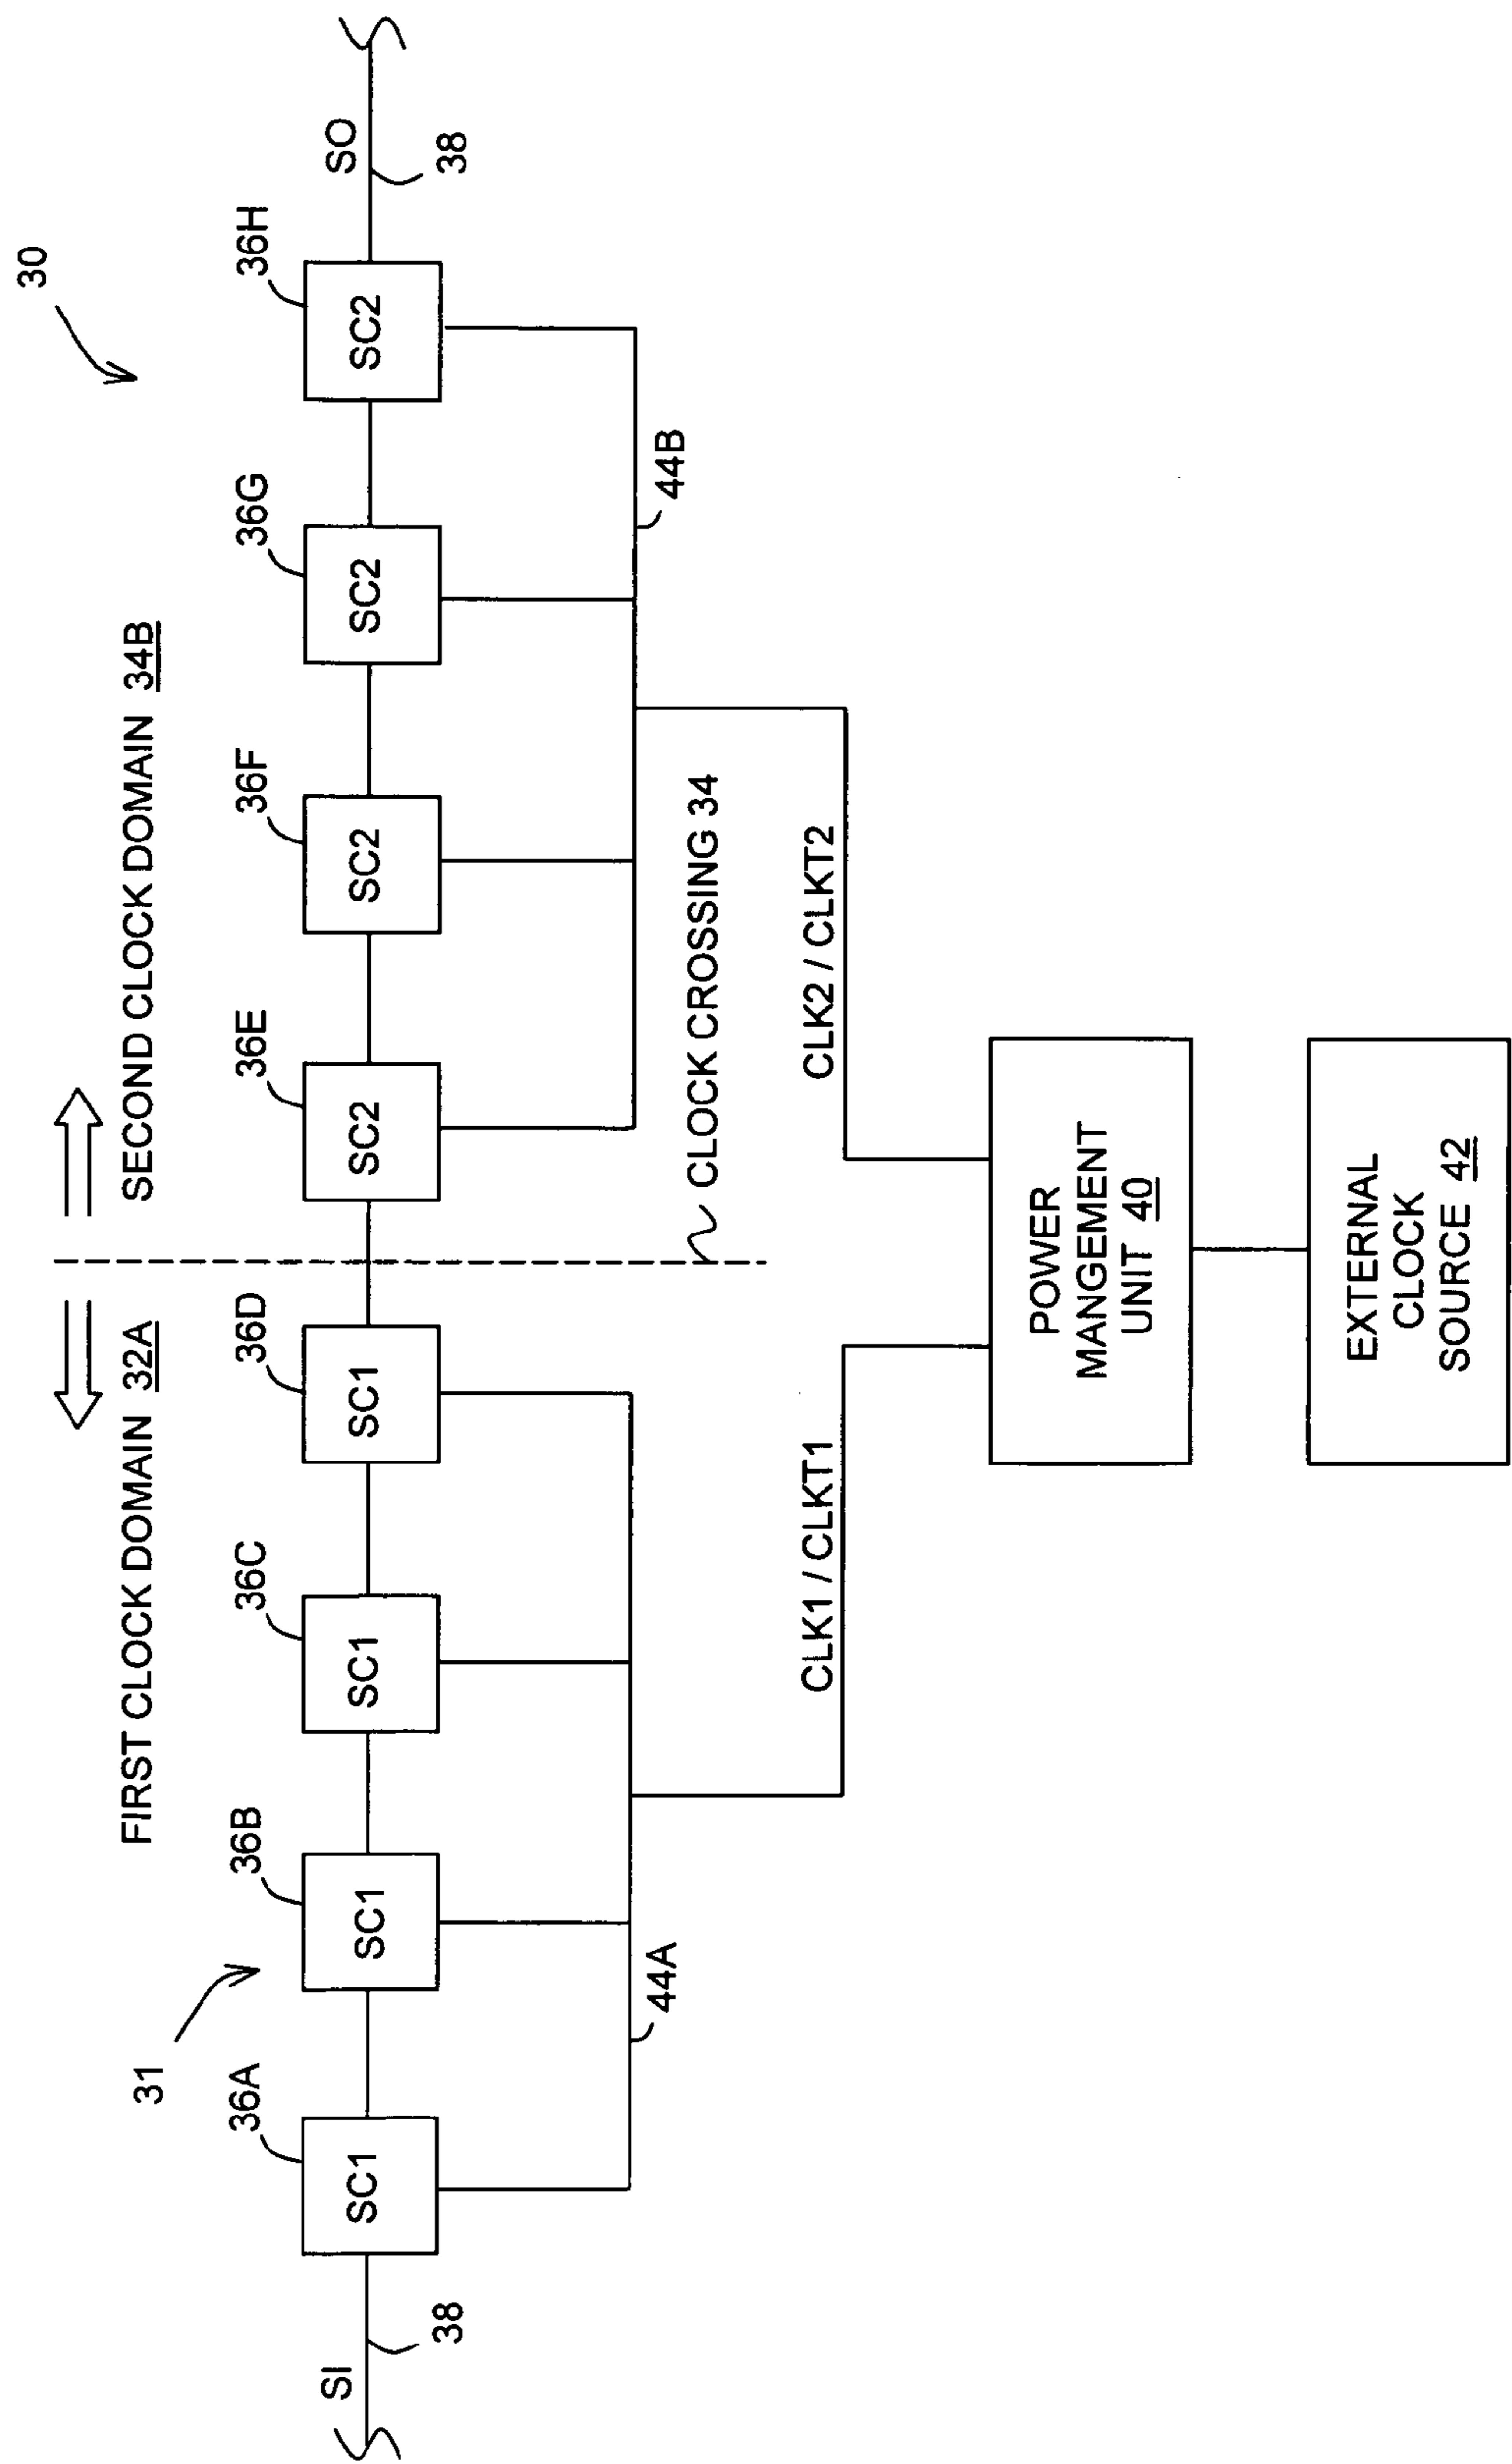 30
FIRST CLOCK DOMAIN 32A
SECOND CLOCK DOMAIN 34B
31
36A
36B
36C
36D
36E
36F
36G
36H
SI
SC1
SC1
SC1
SC1
SC2
SC2
SC2
SC2
SO
38
38
44A
44B
CLOCK CROSSING 34
CLK1 / CLKT1
CLK2 / CLKT2
POWER
MANGEMENT
UNIT 40
EXTERNAL
CLOCK
SOURCE 42